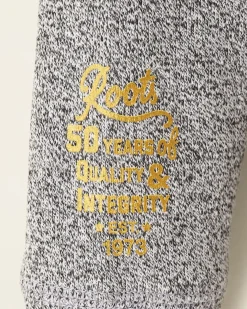 Roots
50 YEARS of
QUALITY &
INTEGRITY
EST
1973